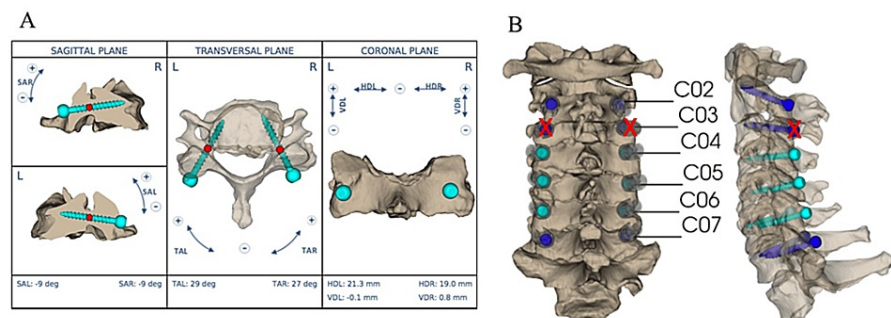 A
SAGITTAL PLANE
R
SAR
+
−
L
SAL
+
−
SAL: -9 deg
SAR: -9 deg
TRANSVERSAL PLANE
L
R
+
TAL
−
TAR
+
TAL: 29 deg
TAR: 27 deg
CORONAL PLANE
L
R
+
HDL
−
HDR
+
VDL
VDR
−
−
HDL: 21.3 mm
HDR: 19.0 mm
VDL: -0.1 mm
VDR: 0.8 mm
B
C02
C03
X
X
X
C04
C05
C06
C07